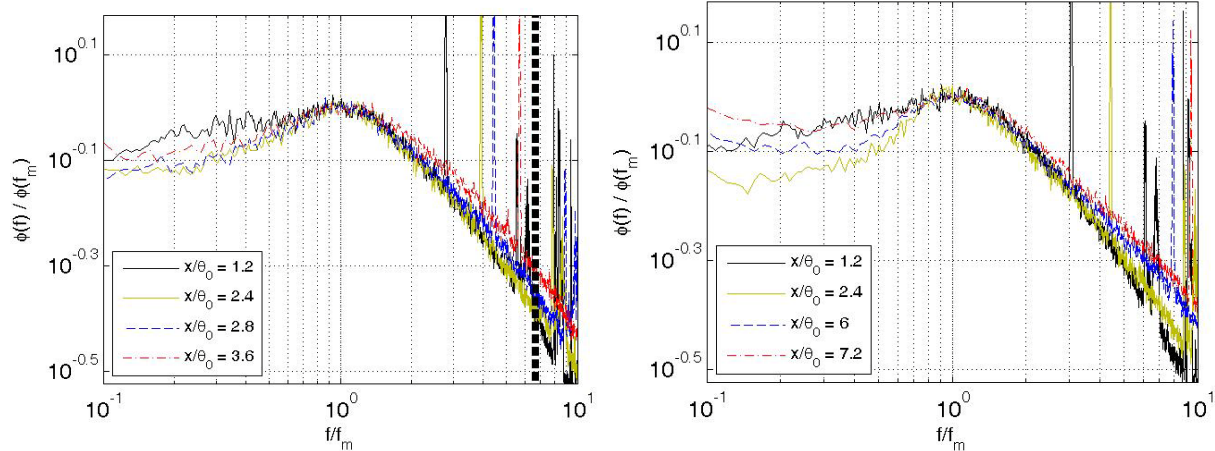 10^0.1
10^-0.1
10^-0.3
10^-0.5
ϕ(f) / ϕ(f_m)
x/θ_0 = 1.2
x/θ_0 = 2.4
x/θ_0 = 2.8
x/θ_0 = 3.6
10^-1
10^0
10^1
f/f_m
10^0.1
10^-0.1
10^-0.3
10^-0.5
ϕ(f) / ϕ(f_m)
x/θ_0 = 1.2
x/θ_0 = 2.4
x/θ_0 = 6
x/θ_0 = 7.2
10^-1
10^0
10^1
f/f_m